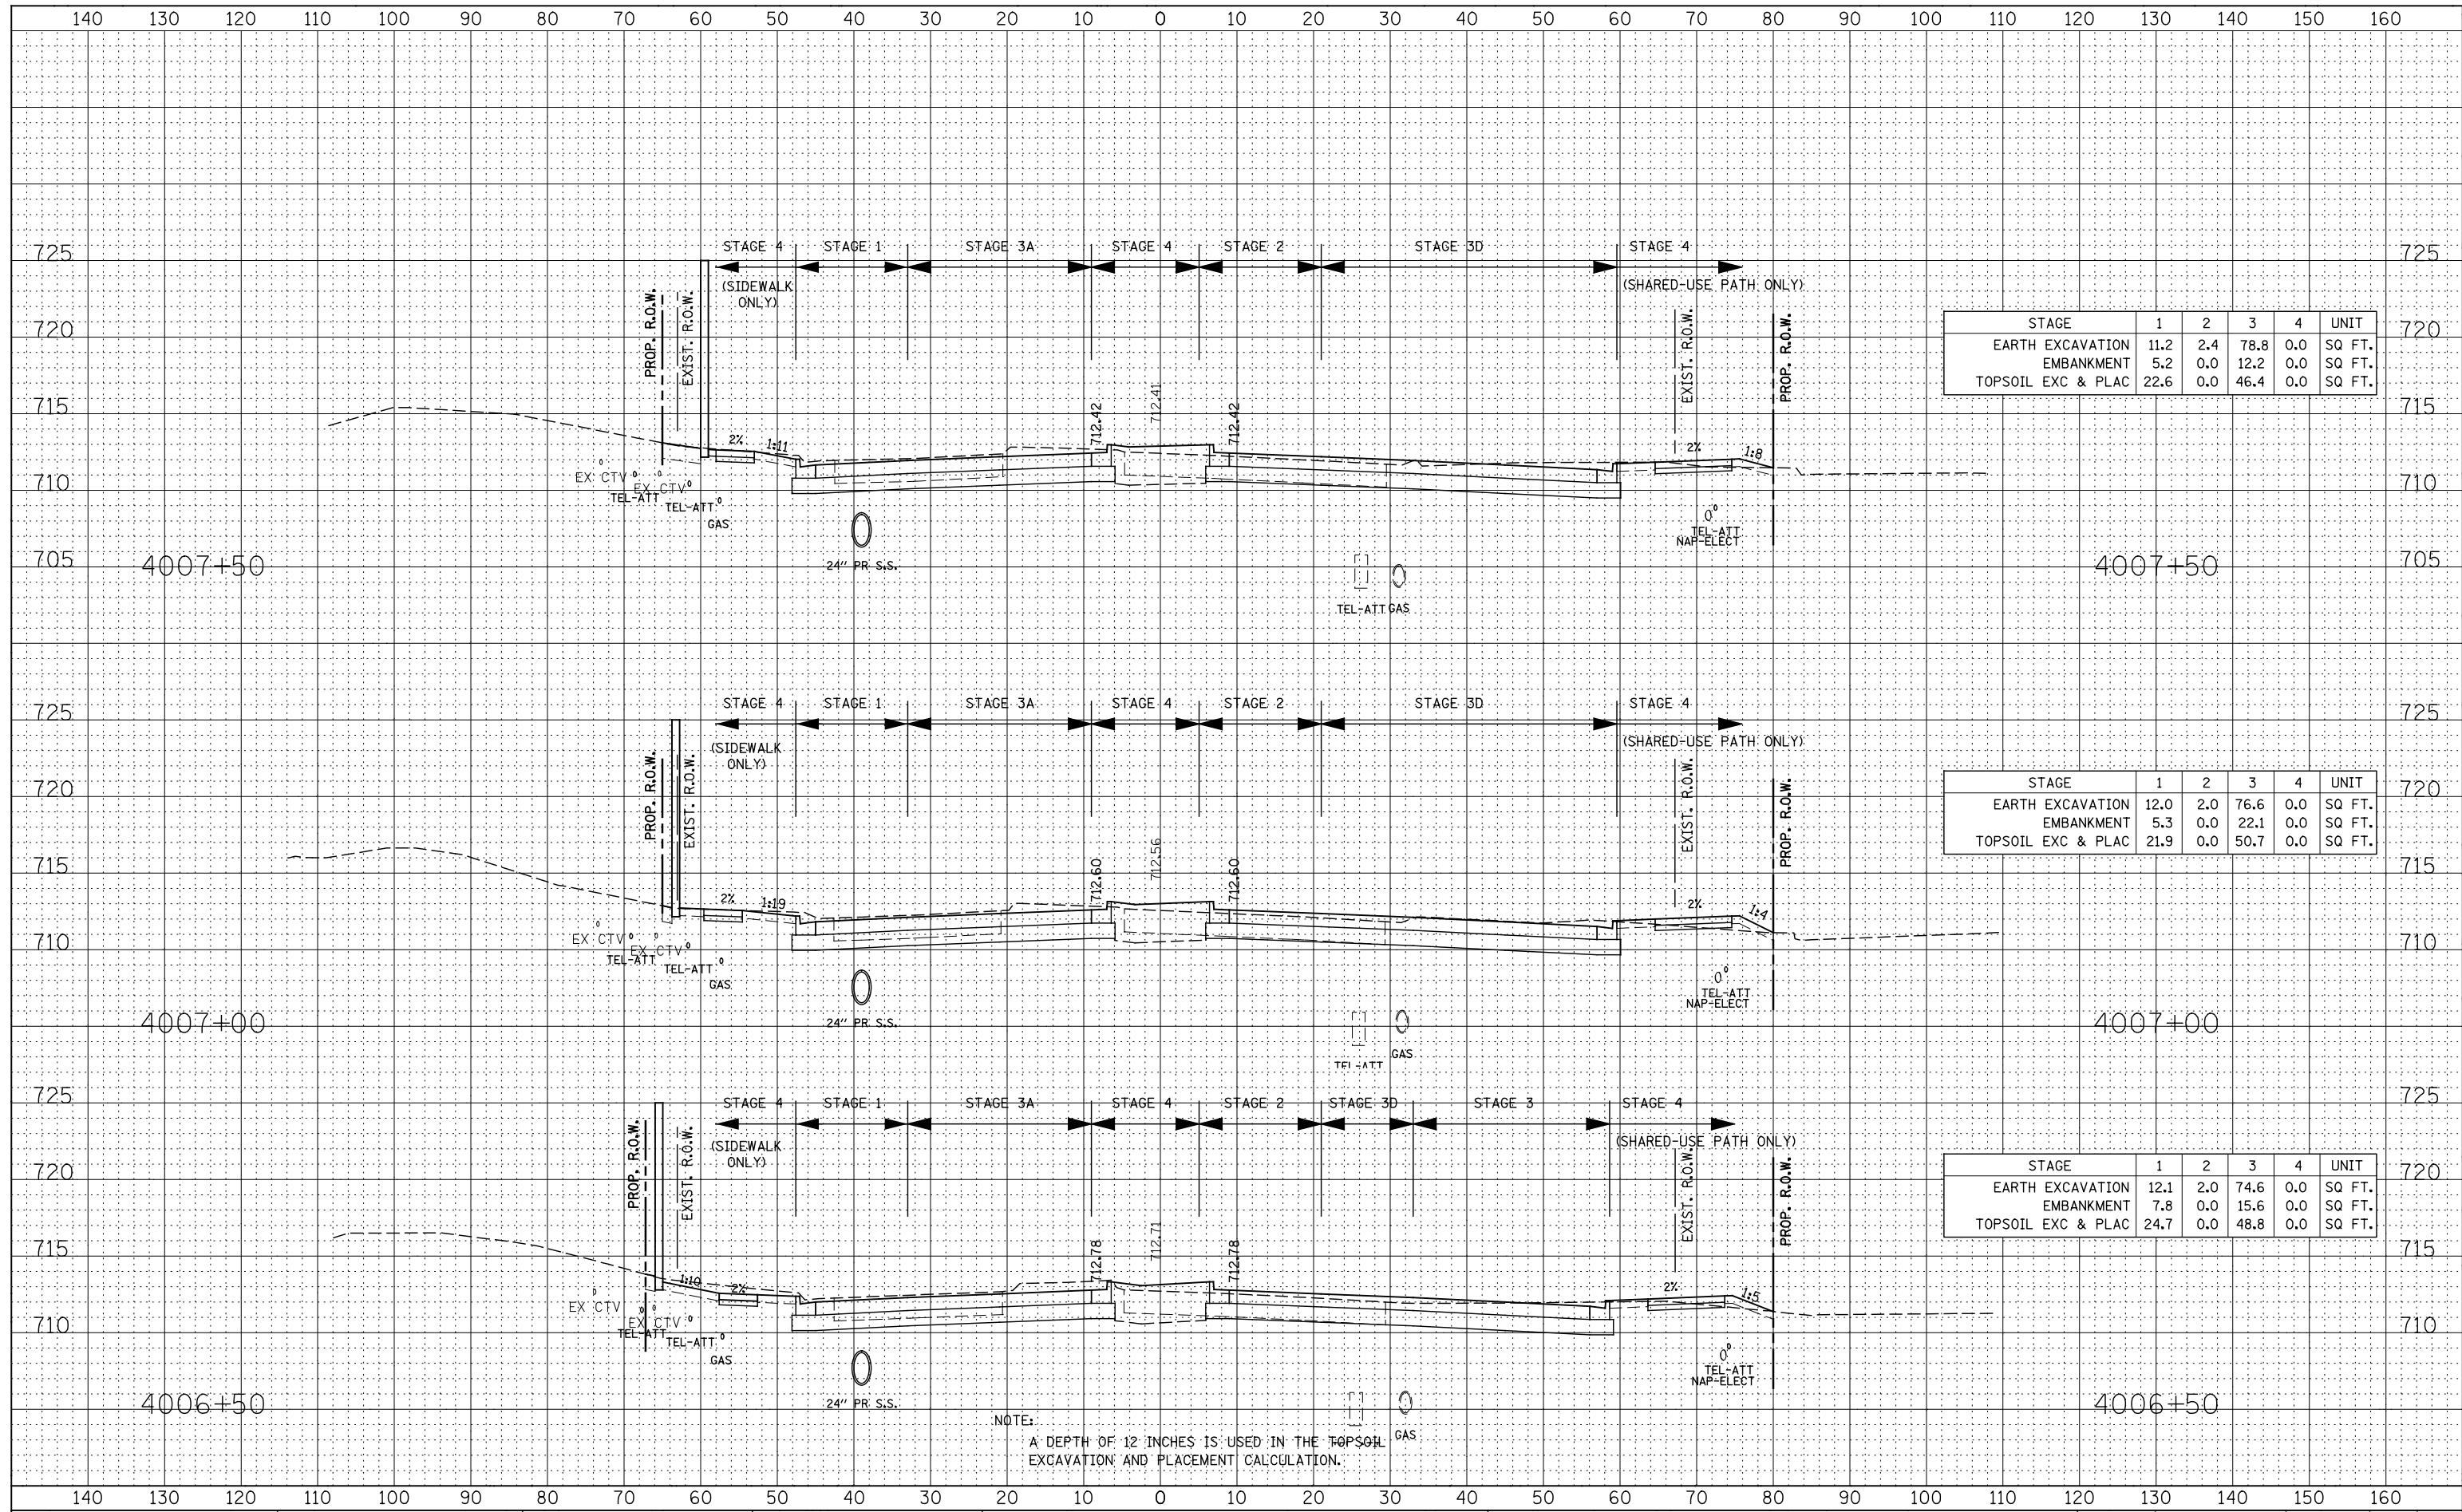 140 130 120 110 100 90 80 70 60 50 40 30 20 10 0 10 20 30 40 50 60 70 80 90 100 110 120 130 140 150 160
725 STAGE 4 STAGE 1 STAGE 3A STAGE 4 STAGE 2 STAGE 3D STAGE 4 725
(SIDEWALK
ONLY)
(SHARED-USE PATH ONLY)
PROP. R.O.W.
EXIST. R.O.W.
EXIST. R.O.W.
PROP. R.O.W.
720 720
STAGE 1 2 3 4 UNIT
EARTH EXCAVATION 11.2 2.4 78.8 0.0 SQ FT.
EMBANKMENT 5.2 0.0 12.2 0.0 SQ FT.
TOPSOIL EXC & PLAC 22.6 0.0 46.4 0.0 SQ FT.
715 715
712.42
712.41
712.42
2% 1:11 2% 1:8
EX CTV
EX CTV
TEL-ATT
TEL-ATT
GAS
710 710
TEL-ATT
NAP-ELECT
705 4007+50 24" PR S.S. 4007+50 705
TEL-ATT GAS
725 STAGE 4 STAGE 1 STAGE 3A STAGE 4 STAGE 2 STAGE 3D STAGE 4 725
(SIDEWALK
ONLY)
(SHARED-USE PATH ONLY)
PROP. R.O.W.
EXIST. R.O.W.
EXIST. R.O.W.
PROP. R.O.W.
720 720
STAGE 1 2 3 4 UNIT
EARTH EXCAVATION 12.0 2.0 76.6 0.0 SQ FT.
EMBANKMENT 5.3 0.0 22.1 0.0 SQ FT.
TOPSOIL EXC & PLAC 21.9 0.0 50.7 0.0 SQ FT.
715 715
712.60
712.56
712.60
2% 1:19 2% 1:4
EX CTV
EX CTV
TEL-ATT
TEL-ATT
GAS
710 710
TEL-ATT
NAP-ELECT
4007+00 24" PR S.S. 4007+00
GAS
TEL-ATT
725 STAGE 4 STAGE 1 STAGE 3A STAGE 4 STAGE 2 STAGE 3D STAGE 3 STAGE 4 725
(SIDEWALK
ONLY)
(SHARED-USE PATH ONLY)
PROP. R.O.W.
EXIST. R.O.W.
EXIST. R.O.W.
PROP. R.O.W.
720 720
STAGE 1 2 3 4 UNIT
EARTH EXCAVATION 12.1 2.0 74.6 0.0 SQ FT.
EMBANKMENT 7.8 0.0 15.6 0.0 SQ FT.
TOPSOIL EXC & PLAC 24.7 0.0 48.8 0.0 SQ FT.
715 715
712.78
712.71
712.78
1:10 2% 2% 1:5
EX CTV
EX CTV
TEL-ATT
TEL-ATT
GAS
710 710
TEL-ATT
NAP-ELECT
4006+50 24" PR S.S. 4006+50
NOTE:
GAS
A DEPTH OF 12 INCHES IS USED IN THE TOPSOIL
EXCAVATION AND PLACEMENT CALCULATION.
140 130 120 110 100 90 80 70 60 50 40 30 20 10 0 10 20 30 40 50 60 70 80 90 100 110 120 130 140 150 160